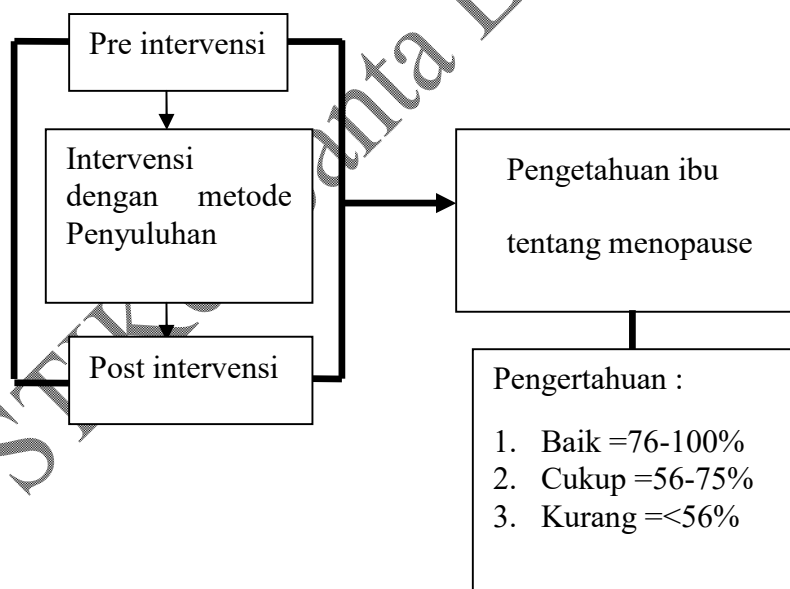 Pre intervensi
Intervensi
dengan metode
Penyuluhan
Post intervensi
Pengetahuan ibu
tentang menopause
Pengertahuan :
1. Baik =76-100%
2. Cukup =56-75%
3. Kurang =<56%